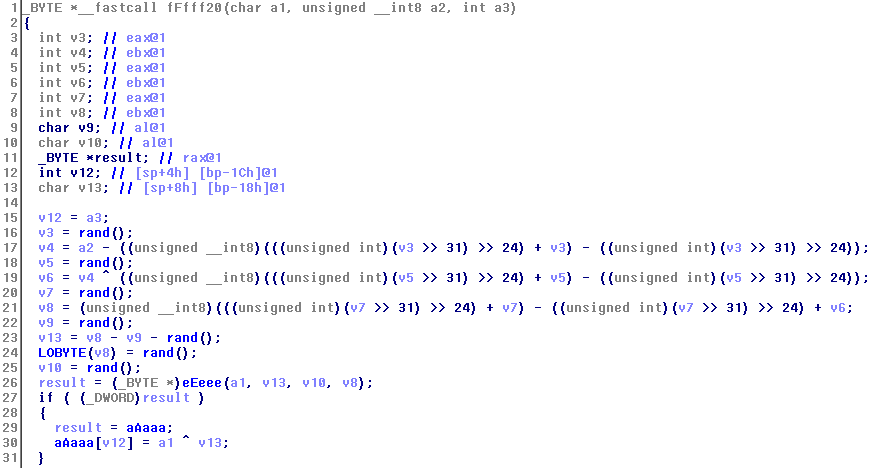 1 _BYTE *__fastcall fFfff20(char a1, unsigned __int8 a2, int a3)
2 {
3 int v3; // eax@1
4 int v4; // ebx@1
5 int v5; // eax@1
6 int v6; // ebx@1
7 int v7; // eax@1
8 int v8; // ebx@1
9 char v9; // al@1
10 char v10; // al@1
11 _BYTE *result; // rax@1
12 int v12; // [sp+4h] [bp-1Ch]@1
13 char v13; // [sp+8h] [bp-18h]@1
14
15 v12 = a3;
16 v3 = rand();
17 v4 = a2 - ((unsigned __int8)(((unsigned int)(v3 >> 31) >> 24) + v3) - ((unsigned int)(v3 >> 31) >> 24));
18 v5 = rand();
19 v6 = v4 ^ ((unsigned __int8)(((unsigned int)(v5 >> 31) >> 24) + v5) - ((unsigned int)(v5 >> 31) >> 24));
20 v7 = rand();
21 v8 = (unsigned __int8)(((unsigned int)(v7 >> 31) >> 24) + v7) - ((unsigned int)(v7 >> 31) >> 24) + v6;
22 v9 = rand();
23 v13 = v8 - v9 - rand();
24 LOBYTE(v8) = rand();
25 v10 = rand();
26 result = (_BYTE *)eEeee(a1, v13, v10, v8);
27 if ( (_DWORD)result )
28 {
29 result = aAaaa;
30 aAaaa[v12] = a1 ^ v13;
31 }